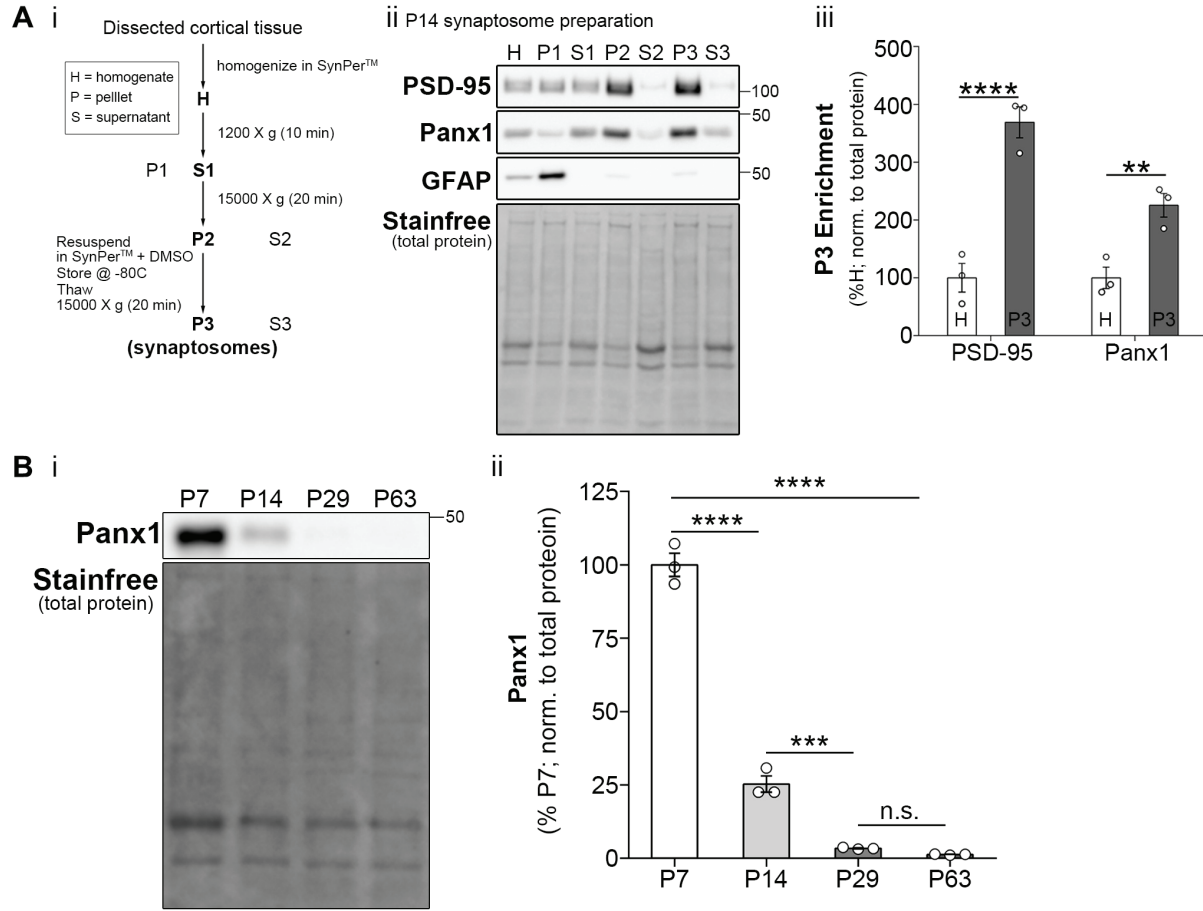 A i
Dissected cortical tissue
homogenize in SynPer™
H = homogenate
P = pelllet
S = supernatant
H
1200 X g (10 min)
P1 S1
15000 X g (20 min)
P2 S2
Resuspend
in SynPer™ + DMSO
Store @ -80C
Thaw
15000 X g (20 min)
P3 S3
(synaptosomes)
ii P14 synaptosome preparation
H P1 S1 P2 S2 P3 S3
PSD-95
100
50
Panx1
GFAP
50
Stainfree
(total protein)
iii
P3 Enrichment
(%H; norm. to total protein)
500
400
300
200
100
0
****
**
H P3 H P3
PSD-95 Panx1
B i
P7 P14 P29 P63
Panx1
50
Stainfree
(total protein)
ii
Panx1
(% P7; norm. to total proteoin)
125
100
75
50
25
0
****
****
***
n.s.
P7 P14 P29 P63